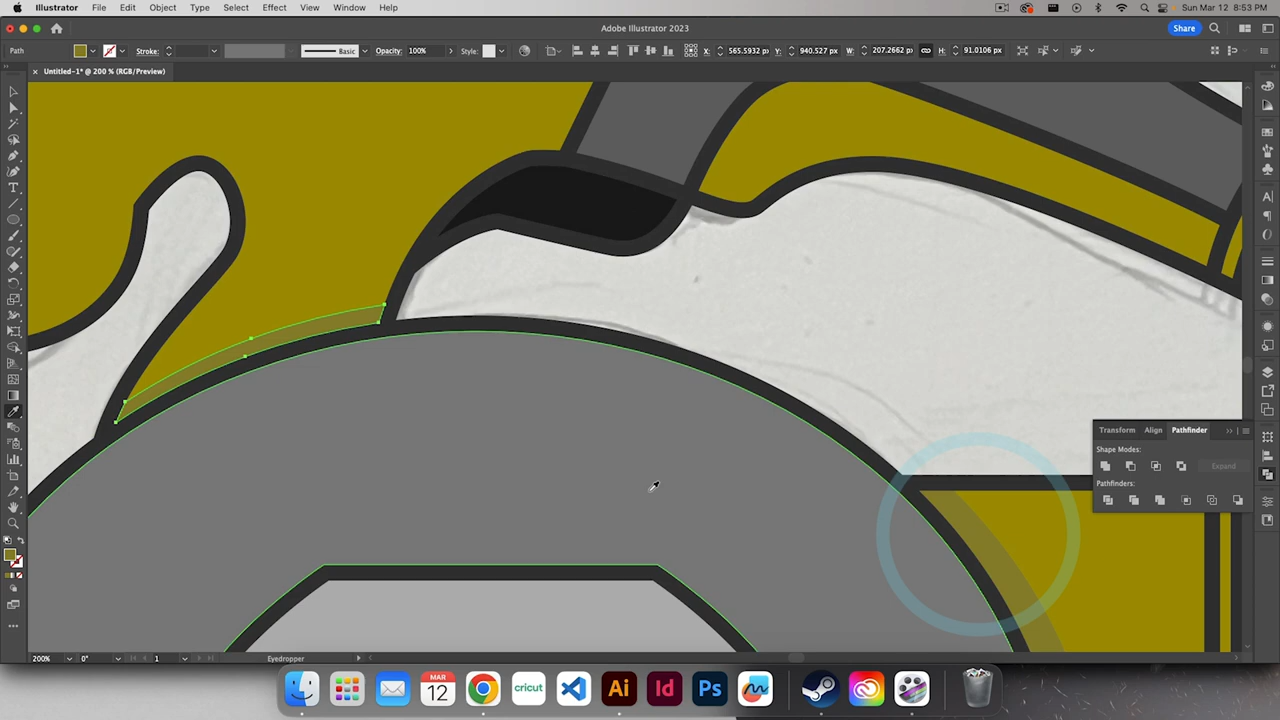 Illustrator File Edit Object Type Select Effect View Window Help Sun Mar 12 8:53 PM
Adobe Illustrator 2023 Share
Path Stroke: Basic Opacity: 100% Style: X: 565.5932 p Y: 940.527 px W: 207.2662 p H: 91.0106 px
× Untitled-1* @ 200 % (RGB/Preview)
Transform Align Pathfinder
Shape Modes:
Expand
Pathfinders:
200% 0° 1 Eyedropper
MAR
12 cricut Ai Id Ps